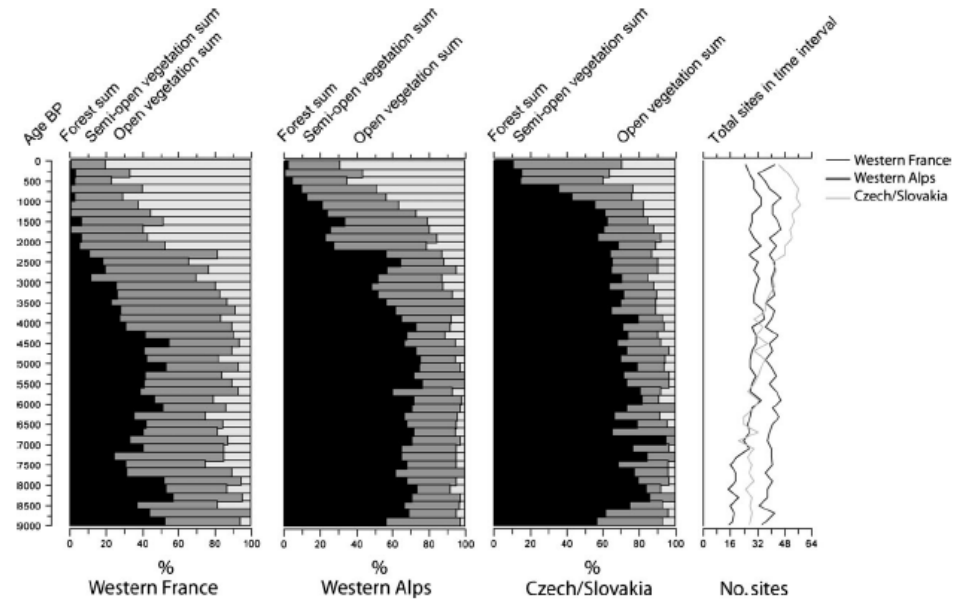 Age BP
Forest sum
Semi-open vegetation sum
Open vegetation sum
Forest sum
Semi-open vegetation sum
Open vegetation sum
Forest sum
Semi-open vegetation sum
Open vegetation sum
Total sites in time interval
0
500
1000
1500
2000
2500
3000
3500
4000
4500
5000
5500
6000
6500
7000
7500
8000
8500
9000
Western France
Western Alps
Czech/Slovakia
0 20 40 60 80 100
0 20 40 60 80 100
0 20 40 60 80 100
0 16 32 48 64
% % %
Western France Western Alps Czech/Slovakia No. sites